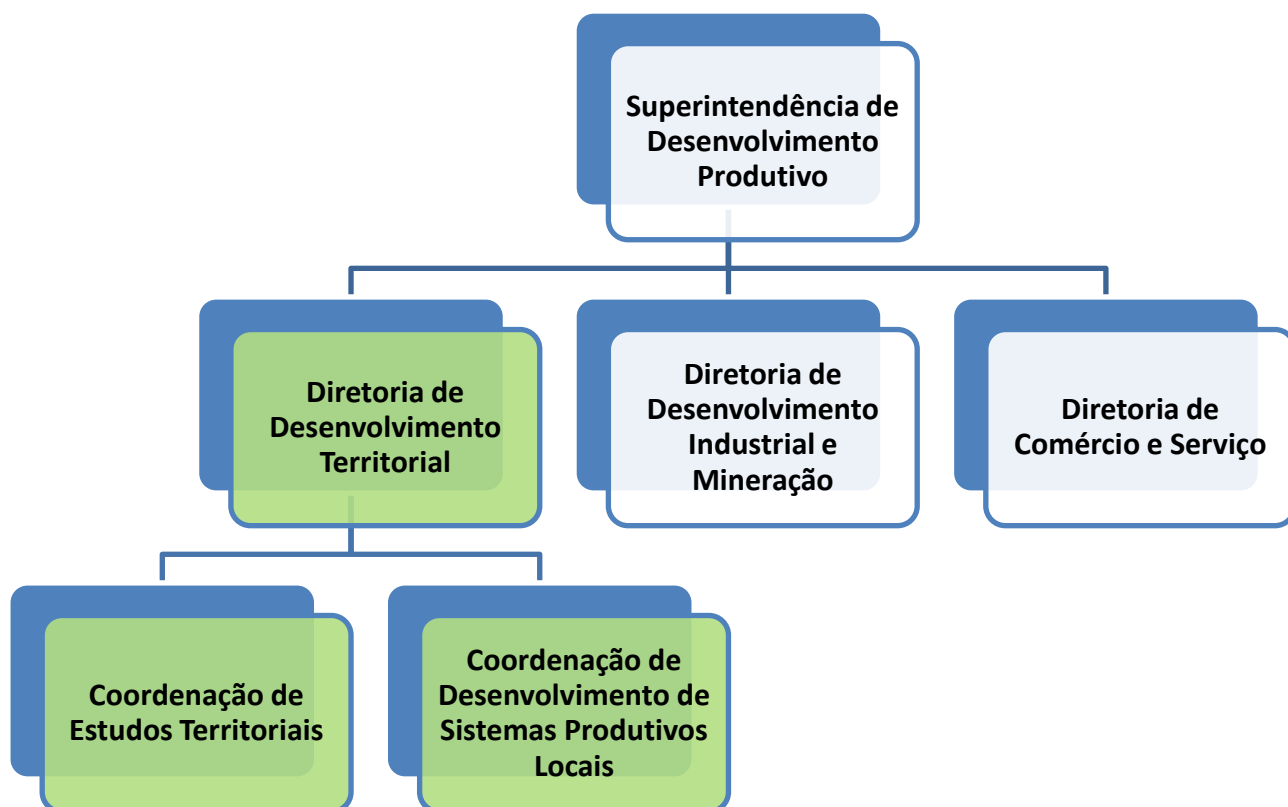 Superintendência de
Desenvolvimento
Produtivo
Diretoria de
Desenvolvimento
Territorial
Diretoria de
Desenvolvimento
Industrial e
Mineração
Diretoria de
Comércio e Serviço
Coordenação de
Estudos Territoriais
Coordenação de
Desenvolvimento de
Sistemas Produtivos
Locais